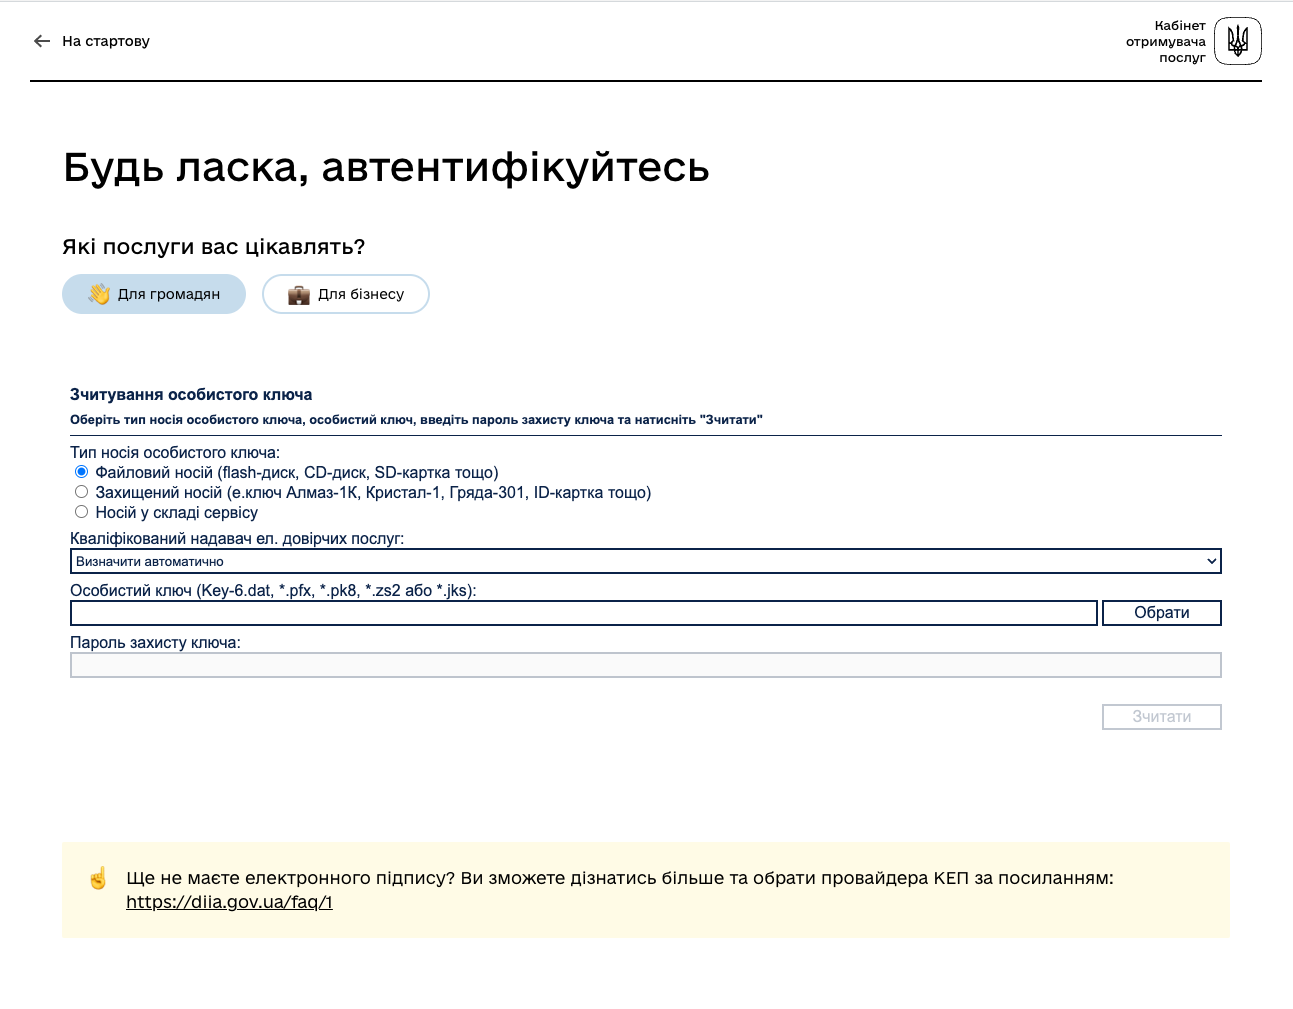 На стартову
Кабінет
отримувача
послуг
Будь ласка, автентифікуйтесь
Які послуги вас цікавлять?
Для громадян
Для бізнесу
Зчитування особистого ключа
Оберіть тип носія особистого ключа, особистий ключ, введіть пароль захисту ключа та натисніть "Зчитати"
Тип носія особистого ключа:
Файловий носій (flash-диск, CD-диск, SD-картка тощо)
Захищений носій (е.ключ Алмаз-1К, Кристал-1, Гряда-301, ID-картка тощо)
Носій у складі сервісу
Кваліфікований надавач ел. довірчих послуг:
Визначити автоматично
Особистий ключ (Key-6.dat, *.pfx, *.pk8, *.zs2 або *.jks):
Обрати
Пароль захисту ключа:
Зчитати
Ще не маєте електронного підпису? Ви зможете дізнатись більше та обрати провайдера КЕП за посиланням:
https://diia.gov.ua/faq/1